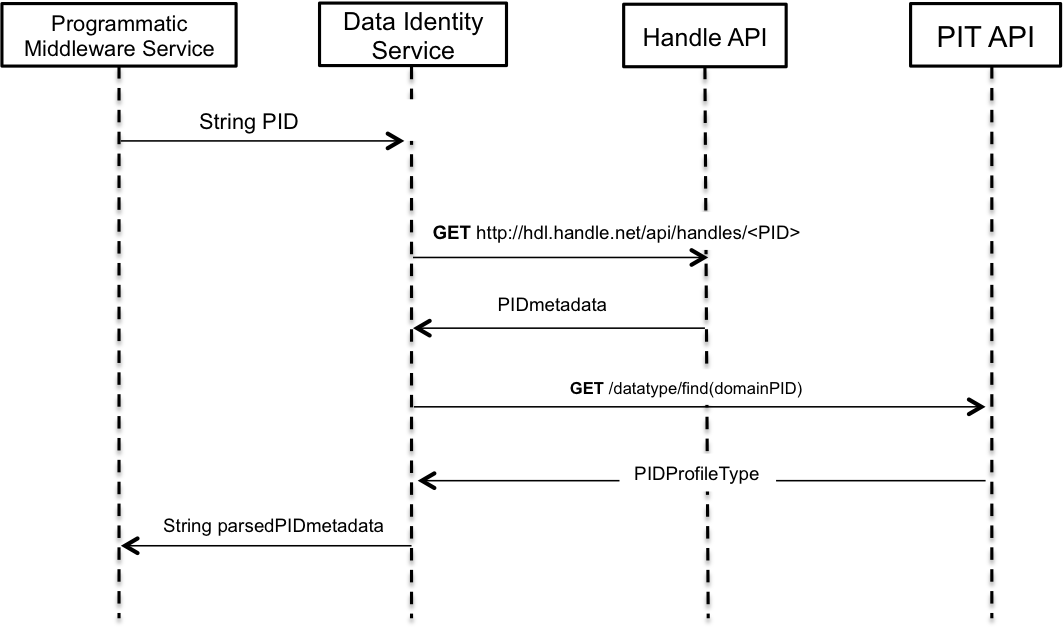 Programmatic
Middleware Service
Data Identity
Service
Handle API
PIT API
String PID
GET http://hdl.handle.net/api/handles/<PID>
PIDmetadata
GET /datatype/find(domainPID)
PIDProfileType
String parsedPIDmetadata